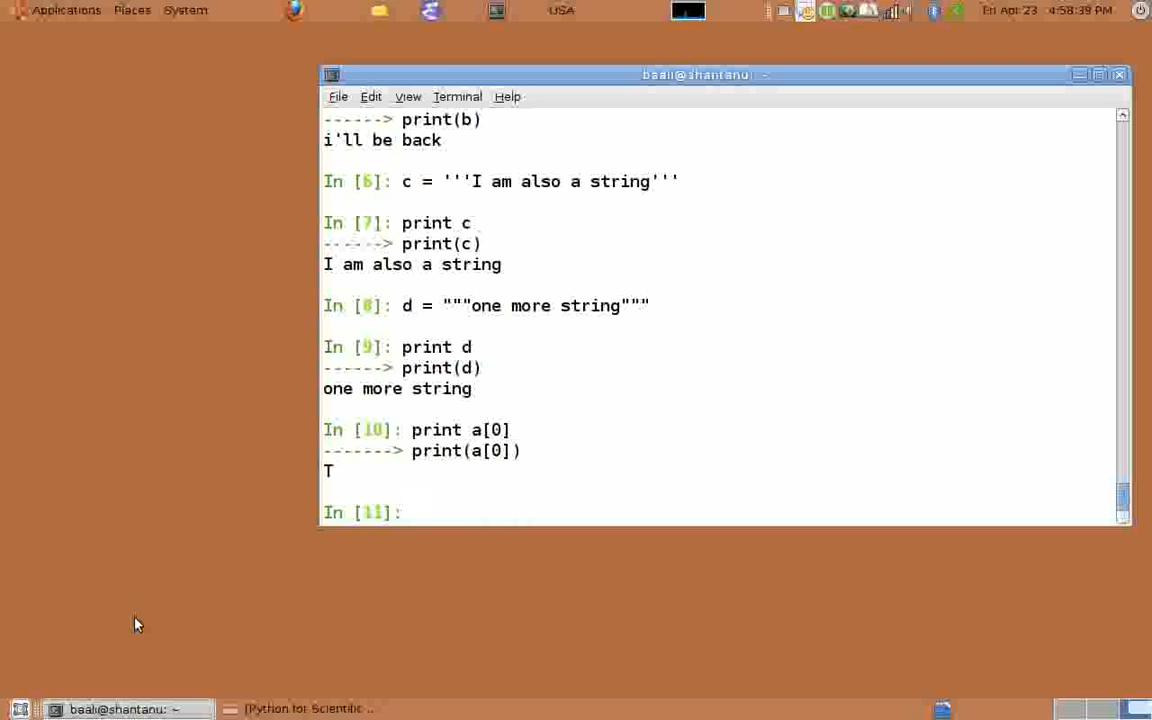 Applications Places System USA Fri Apr 23 4:58:39 PM
baali@shantanu: ~
File Edit View Terminal Help
------> print(b)
i'll be back
In [6]: c = '''I am also a string'''
In [7]: print c
------> print(c)
I am also a string
In [8]: d = """one more string"""
In [9]: print d
------> print(d)
one more string
In [10]: print a[0]
-------> print(a[0])
T
In [11]:
baali@shantanu: ~ [Python for Scientific ...